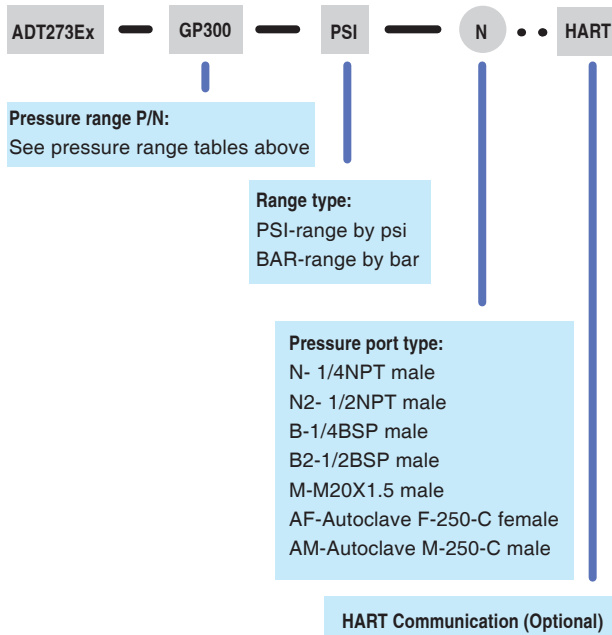 ADT273Ex GP300 PSI N HART
Pressure range P/N:
See pressure range tables above
Range type:
PSI-range by psi
BAR-range by bar
Pressure port type:
N- 1/4NPT male
N2- 1/2NPT male
B-1/4BSP male
B2-1/2BSP male
M-M20X1.5 male
AF-Autoclave F-250-C female
AM-Autoclave M-250-C male
HART Communication (Optional)